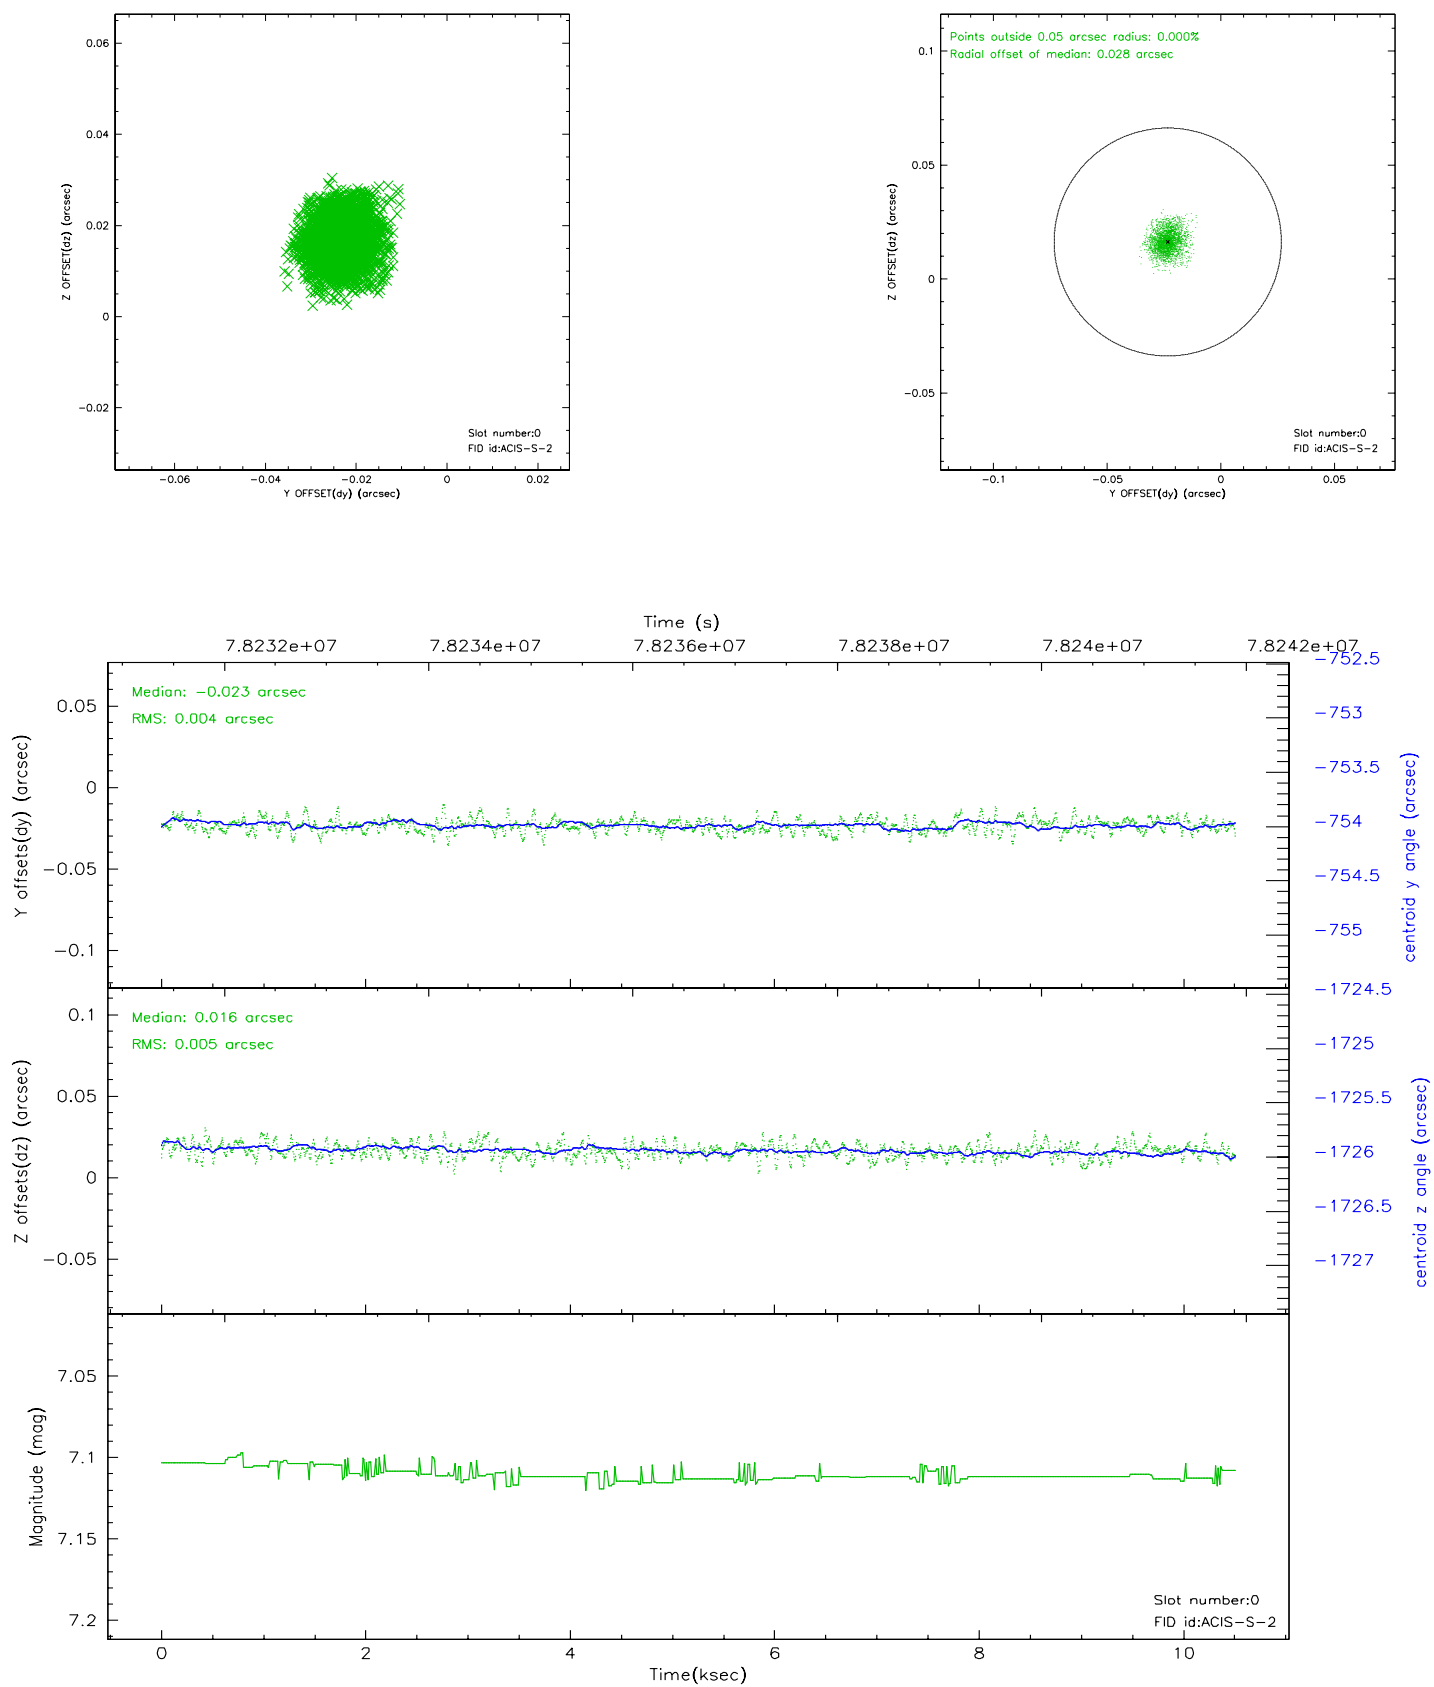 0.06
0.04
0.02
0
−0.02
Z OFFSET(dz) (arcsec)
Slot number:0
FID id:ACIS−S−2
−0.06 −0.04 −0.02 0 0.02
Y OFFSET(dy) (arcsec)
Points outside 0.05 arcsec radius: 0.000%
Radial offset of median: 0.028 arcsec
0.1
0.05
0
−0.05
Z OFFSET(dz) (arcsec)
Slot number:0
FID id:ACIS−S−2
−0.1 −0.05 0 0.05
Y OFFSET(dy) (arcsec)
Time (s)
7.8232e+07 7.8234e+07 7.8236e+07 7.8238e+07 7.824e+07 7.8242e+07
Median: −0.023 arcsec
RMS: 0.004 arcsec
0.05
0
−0.05
−0.1
Y offsets(dy) (arcsec)
−752.5
−753
−753.5
−754
−754.5
−755
centroid y angle (arcsec)
Median: 0.016 arcsec
RMS: 0.005 arcsec
0.1
0.05
0
−0.05
Z offsets(dz) (arcsec)
−1724.5
−1725
−1725.5
−1726
−1726.5
−1727
centroid z angle (arcsec)
7.05
7.1
7.15
7.2
Magnitude (mag)
Slot number:0
FID id:ACIS−S−2
0 2 4 6 8 10
Time(ksec)